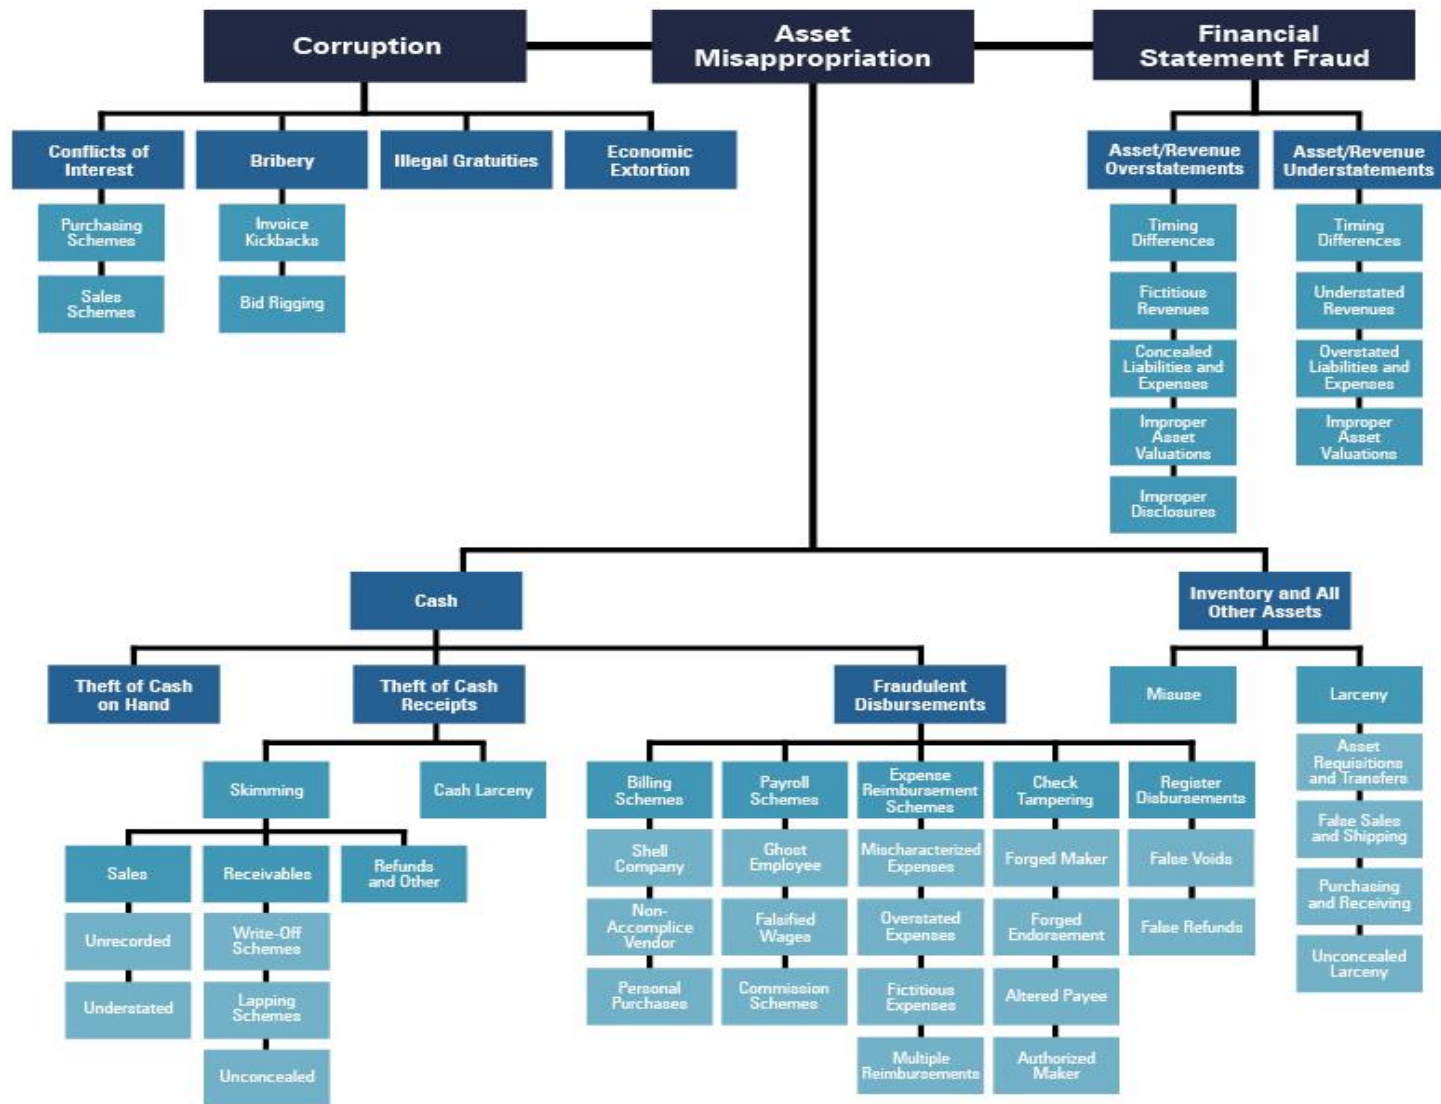 Corruption
Asset
Misappropriation
Financial
Statement Fraud
Conflicts of
Interest
Bribery
Illegal Gratuities
Economic
Extortion
Asset/Revenue
Overstatements
Asset/Revenue
Understatements
Purchasing
Schemes
Sales
Schemes
Invoice
Kickbacks
Bid Rigging
Timing
Differences
Fictitious
Revenues
Concealed
Liabilities and
Expenses
Improper
Asset
Valuations
Improper
Disclosures
Timing
Differences
Understated
Revenues
Overstated
Liabilities and
Expenses
Improper
Asset
Valuations
Cash
Inventory and All
Other Assets
Theft of Cash
on Hand
Theft of Cash
Receipts
Fraudulent
Disbursements
Misuse
Larceny
Asset
Requisitions
and Transfers
False Sales
and Shipping
Purchasing
and Receiving
Unconcealed
Larceny
Skimming
Cash Larceny
Sales
Unrecorded
Understated
Receivables
Write-Off
Schemes
Lapping
Schemes
Unconcealed
Refunds
and Other
Billing
Schemes
Shell
Company
Non-
Accomplice
Vendor
Personal
Purchases
Payroll
Schemes
Ghost
Employee
Falsified
Wages
Commission
Schemes
Expense
Reimbursement
Schemes
Mischaracterized
Expenses
Overstated
Expenses
Fictitious
Expenses
Multiple
Reimbursements
Check
Tampering
Forged Maker
Forged
Endorsement
Altered Payee
Authorized
Maker
Register
Disbursements
False Voids
False Refunds